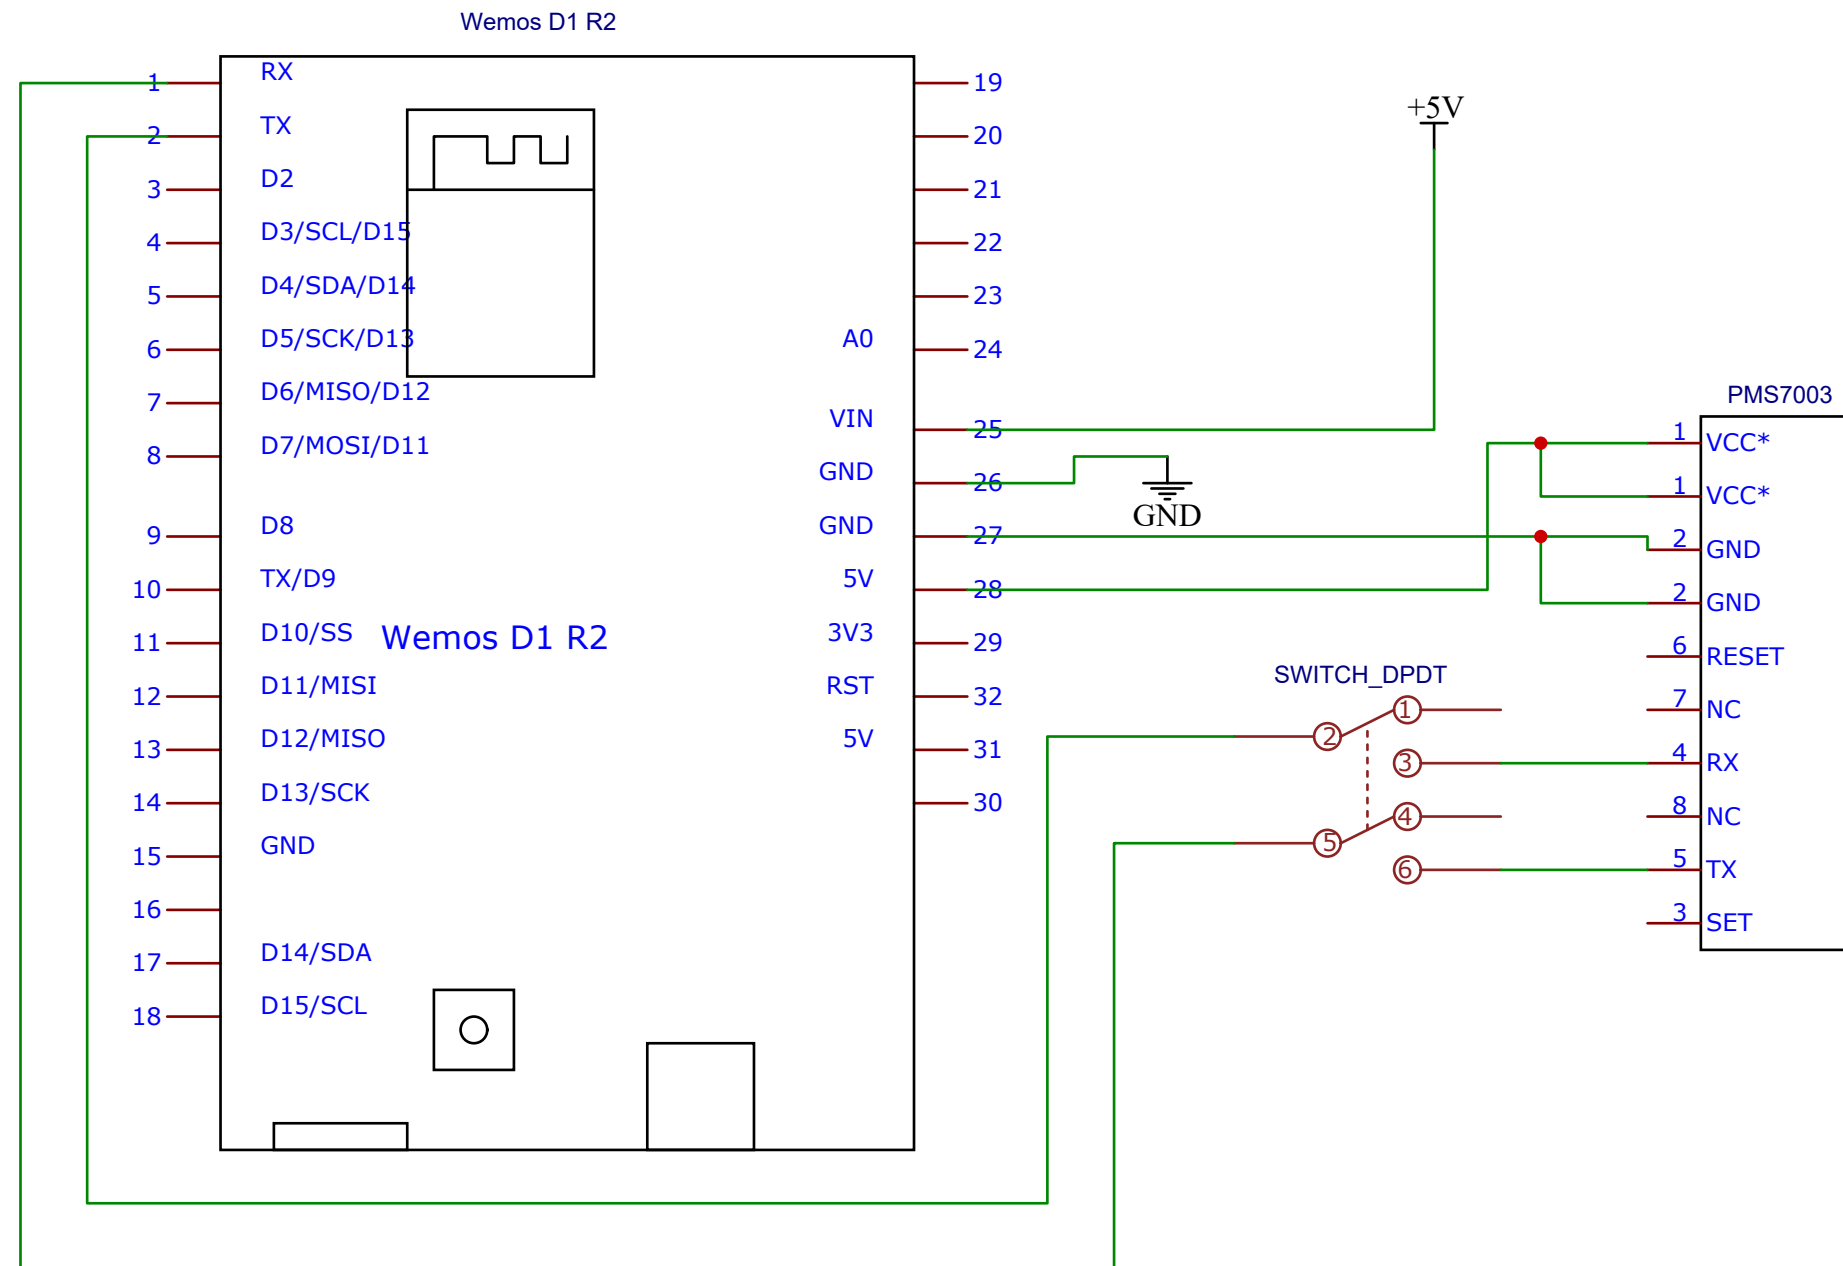 Wemos D1 R2
1 RX 19
2 TX 20
3 D2 21
4 D3/SCL/D15 22
5 D4/SDA/D14 23
6 D5/SCK/D13 A0 24
7 D6/MISO/D12
8 D7/MOSI/D11 VIN 25
GND 26
9 D8 GND 27
10 TX/D9 5V 28
11 D10/SS 3V3 29
12 D11/MISI RST 32
13 D12/MISO 5V 31
14 D13/SCK 30
15 GND
16
17 D14/SDA
18 D15/SCL
Wemos D1 R2
+5V
GND
SWITCH_DPDT
1
2
3
4
5
6
PMS7003
1 VCC*
1 VCC*
2 GND
2 GND
6 RESET
7 NC
4 RX
8 NC
5 TX
3 SET